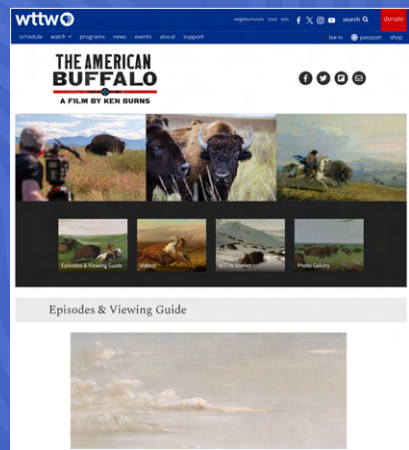 wttw
neighborhoods food kids search donate
schedule watch programs news events about support live tv passport shop
THE AMERICAN
BUFFALO
A FILM BY KEN BURNS
Episodes & Viewing Guide Videos WTTW Stories Photo Gallery
Episodes & Viewing Guide